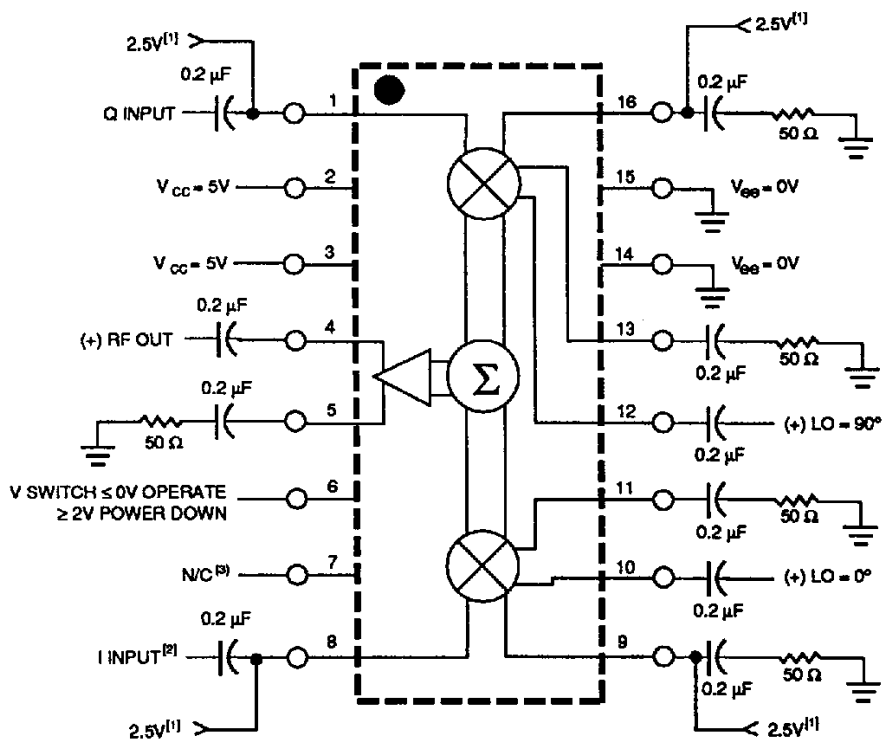 2.5V[1]
2.5V[1]
0.2 µF
0.2 µF
Q INPUT
1
16
50 Ω
2
15
V cc = 5V
V ee = 0V
3
14
V cc = 5V
V ee = 0V
0.2 µF
4
13
(+) RF OUT
50 Ω
0.2 µF
0.2 µF
Σ
5
12
(+) LO = 90°
50 Ω
0.2 µF
6
11
V SWITCH ≤ 0V OPERATE
≥ 2V POWER DOWN
50 Ω
0.2 µF
7
10
N/C[3]
(+) LO = 0°
0.2 µF
0.2 µF
8
9
I INPUT[2]
50 Ω
0.2 µF
2.5V[1]
2.5V[1]